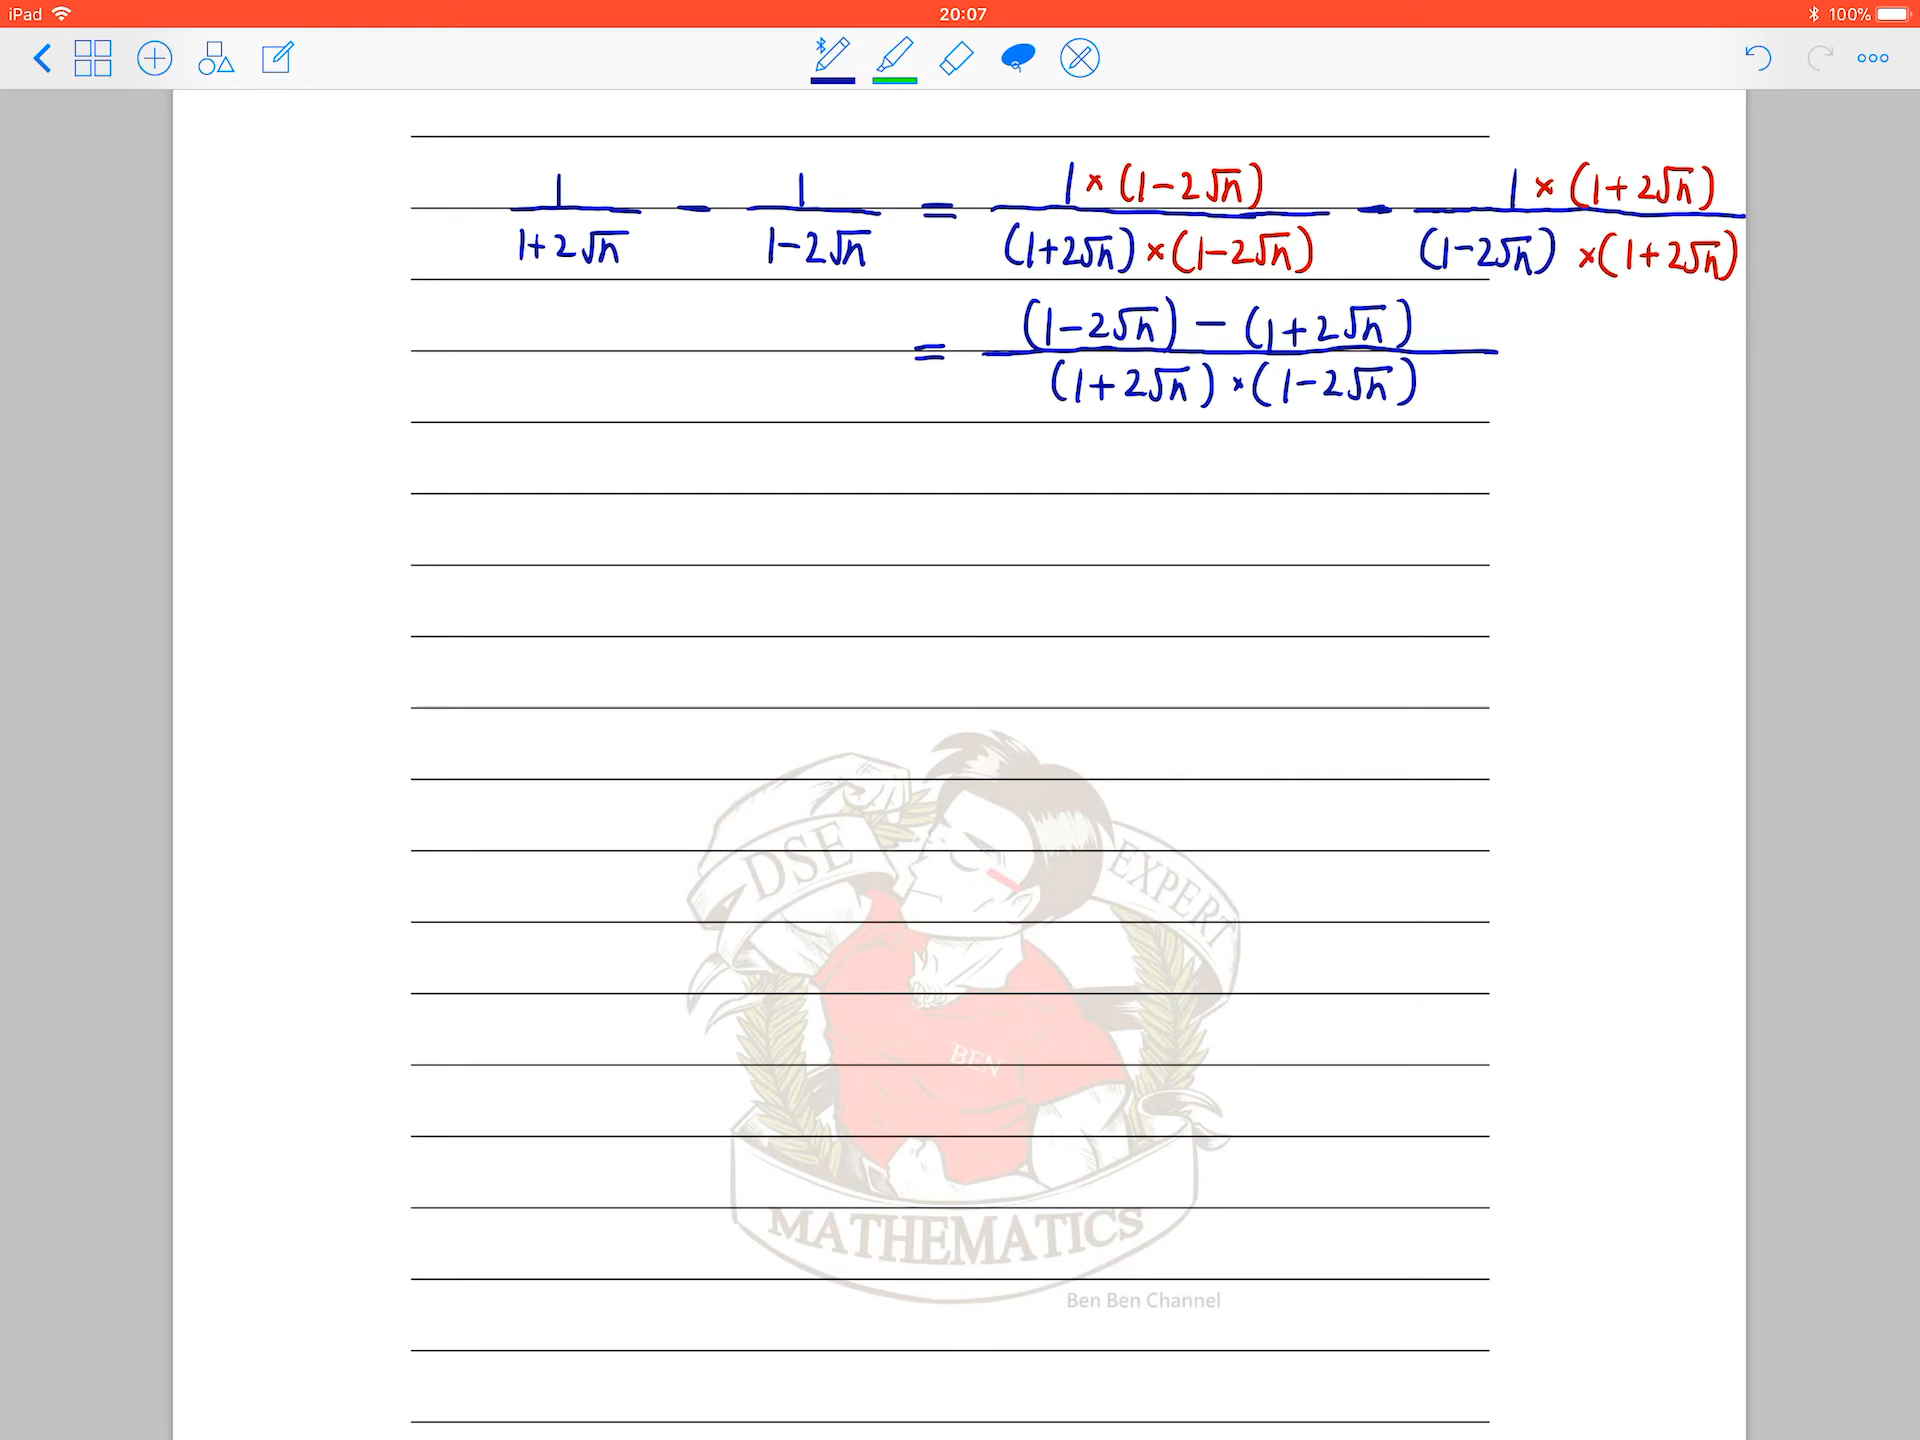 iPad 20:07 100%
1/(1+2√n) − 1/(1−2√n) = 1×(1−2√n)/((1+2√n)×(1−2√n)) − 1×(1+2√n)/((1−2√n)×(1+2√n))
= ((1−2√n)−(1+2√n))/((1+2√n)×(1−2√n))
DSE EXPERT
BEN
MATHEMATICS
Ben Ben Channel